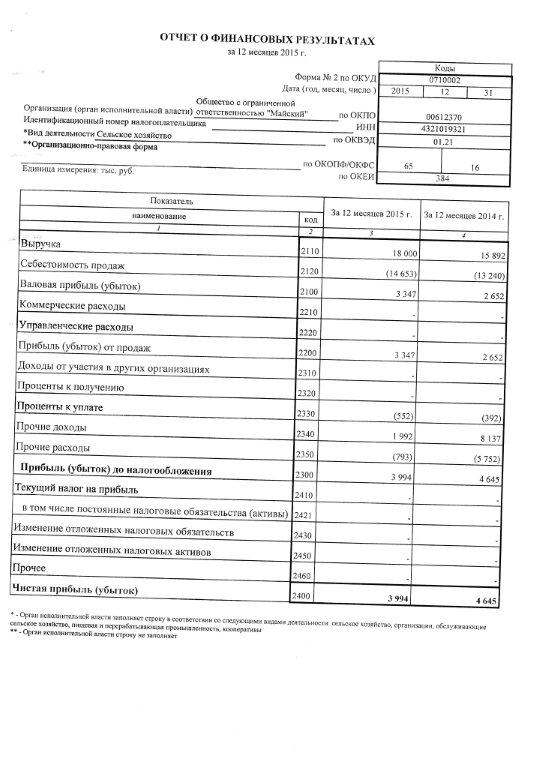 ОТЧЕТ О ФИНАНСОВЫХ РЕЗУЛЬТАТАХ
за 12 месяцев 2015 г.
Коды
Форма № 2 по ОКУД 0710002
Дата (год, месяц, число ) 2015 12 31
Общество с ограниченной
Организация (орган исполнительной власти) ответственностью "Майский" по ОКПО 00612370
Идентификационный номер налогоплательщика ИНН 4321019321
*Вид деятельности Сельское хозяйство по ОКВЭД 01.21
**Организационно-правовая форма
по ОКОПФ/ОКФС 65 16
Единица измерения: тыс. руб. по ОКЕИ 384
Показатель За 12 месяцев 2015 г. За 12 месяцев 2014 г.
наименование код
1 2 3 4
Выручка 2110 18 000 15 892
Себестоимость продаж 2120 (14 653) (13 240)
Валовая прибыль (убыток) 2100 3 347 2 652
Коммерческие расходы 2210 - -
Управленческие расходы 2220 - -
Прибыль (убыток) от продаж 2200 3 347 2 652
Доходы от участия в других организациях 2310 - -
Проценты к получению 2320 - -
Проценты к уплате 2330 (552) (392)
Прочие доходы 2340 1 992 8 137
Прочие расходы 2350 (793) (5 752)
Прибыль (убыток) до налогообложения 2300 3 994 4 645
Текущий налог на прибыль 2410 - -
в том числе постоянные налоговые обязательства (активы) 2421 - -
Изменение отложенных налоговых обязательств 2430 - -
Изменение отложенных налоговых активов 2450 - -
Прочее 2460 - -
Чистая прибыль (убыток) 2400 3 994 4 645
* - Орган исполнительной власти заполняет строку в соответствии со следующими видами деятельности: сельское хозяйство, организации, обслуживающие
сельское хозяйство, пищевая и перерабатывающая промышленность, кооперативы
** - Орган исполнительной власти строку не заполняет